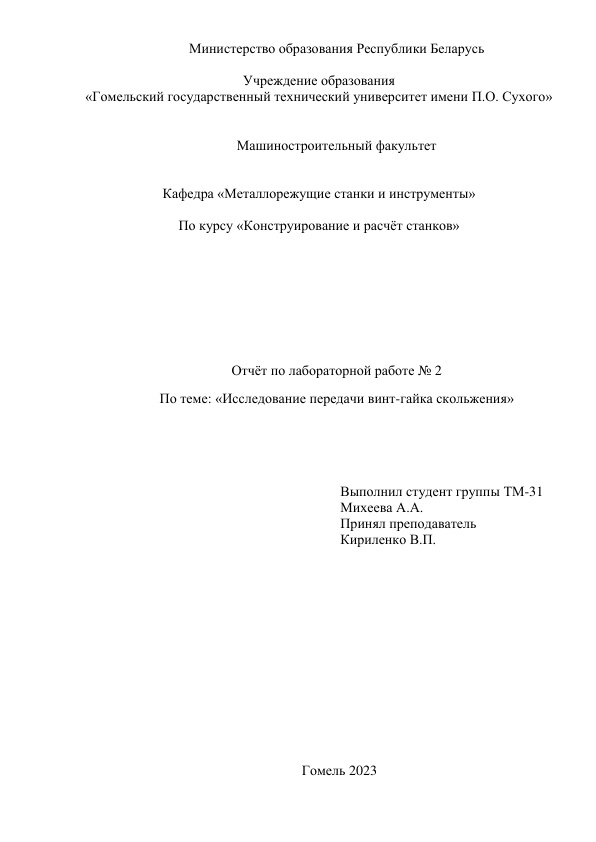 Министерство образования Республики Беларусь
Учреждение образования
«Гомельский государственный технический университет имени П.О. Сухого»
Машиностроительный факультет
Кафедра «Металлорежущие станки и инструменты»
По курсу «Конструирование и расчёт станков»
Отчёт по лабораторной работе № 2
По теме: «Исследование передачи винт-гайка скольжения»
Выполнил студент группы ТМ-31
Михеева А.А.
Принял преподаватель
Кириленко В.П.
Гомель 2023